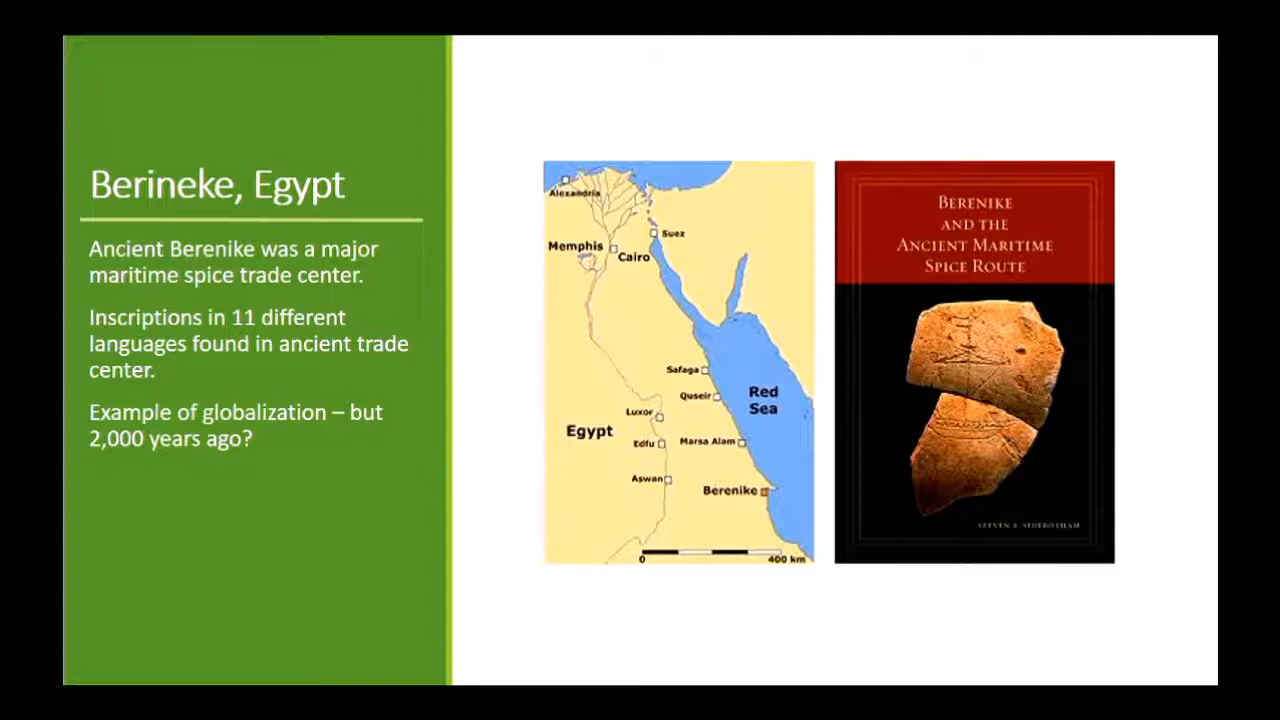 Berineke, Egypt
Ancient Berenike was a major
maritime spice trade center.
Inscriptions in 11 different
languages found in ancient trade
center.
Example of globalization – but
2,000 years ago?
Alexandria
Suez
Memphis
Cairo
Safaga
Quseir
Red
Sea
Luxor
Egypt
Edfu
Marsa Alam
Aswan
Berenike
0
400 km
Berenike
and the
Ancient Maritime
Spice Route
Steven E. Sidebotham